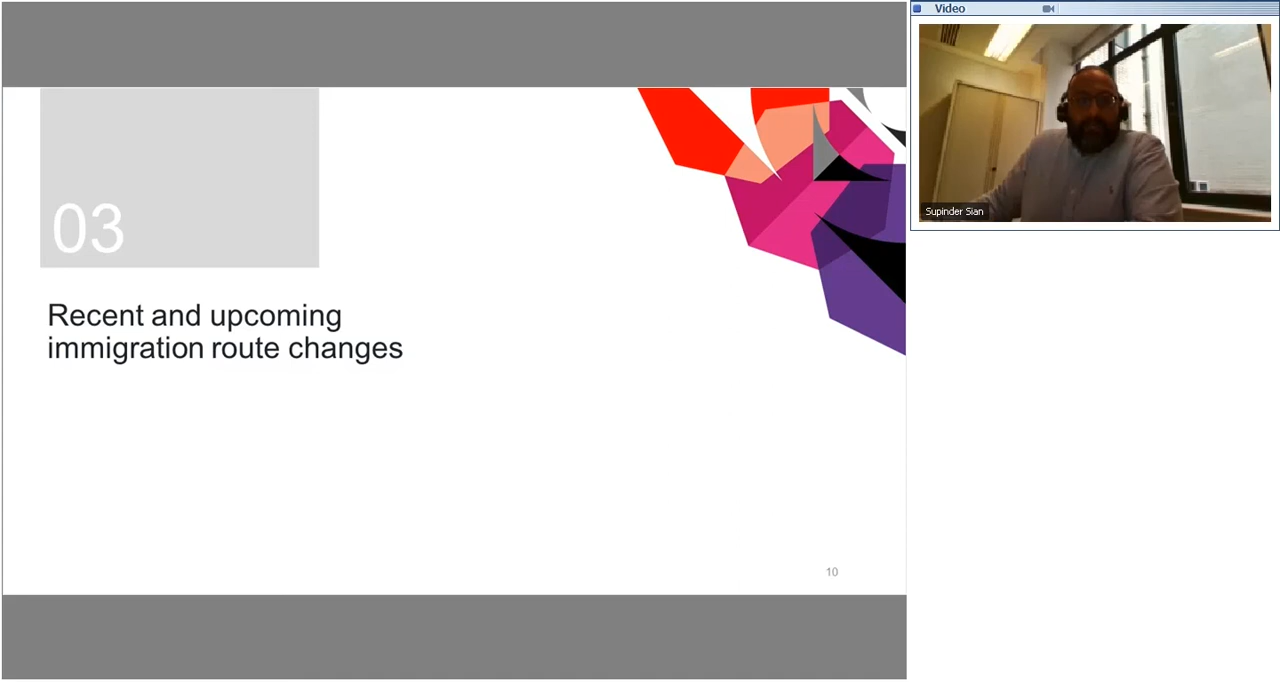 03
Recent and upcoming
immigration route changes
10
Video
Supinder Sian